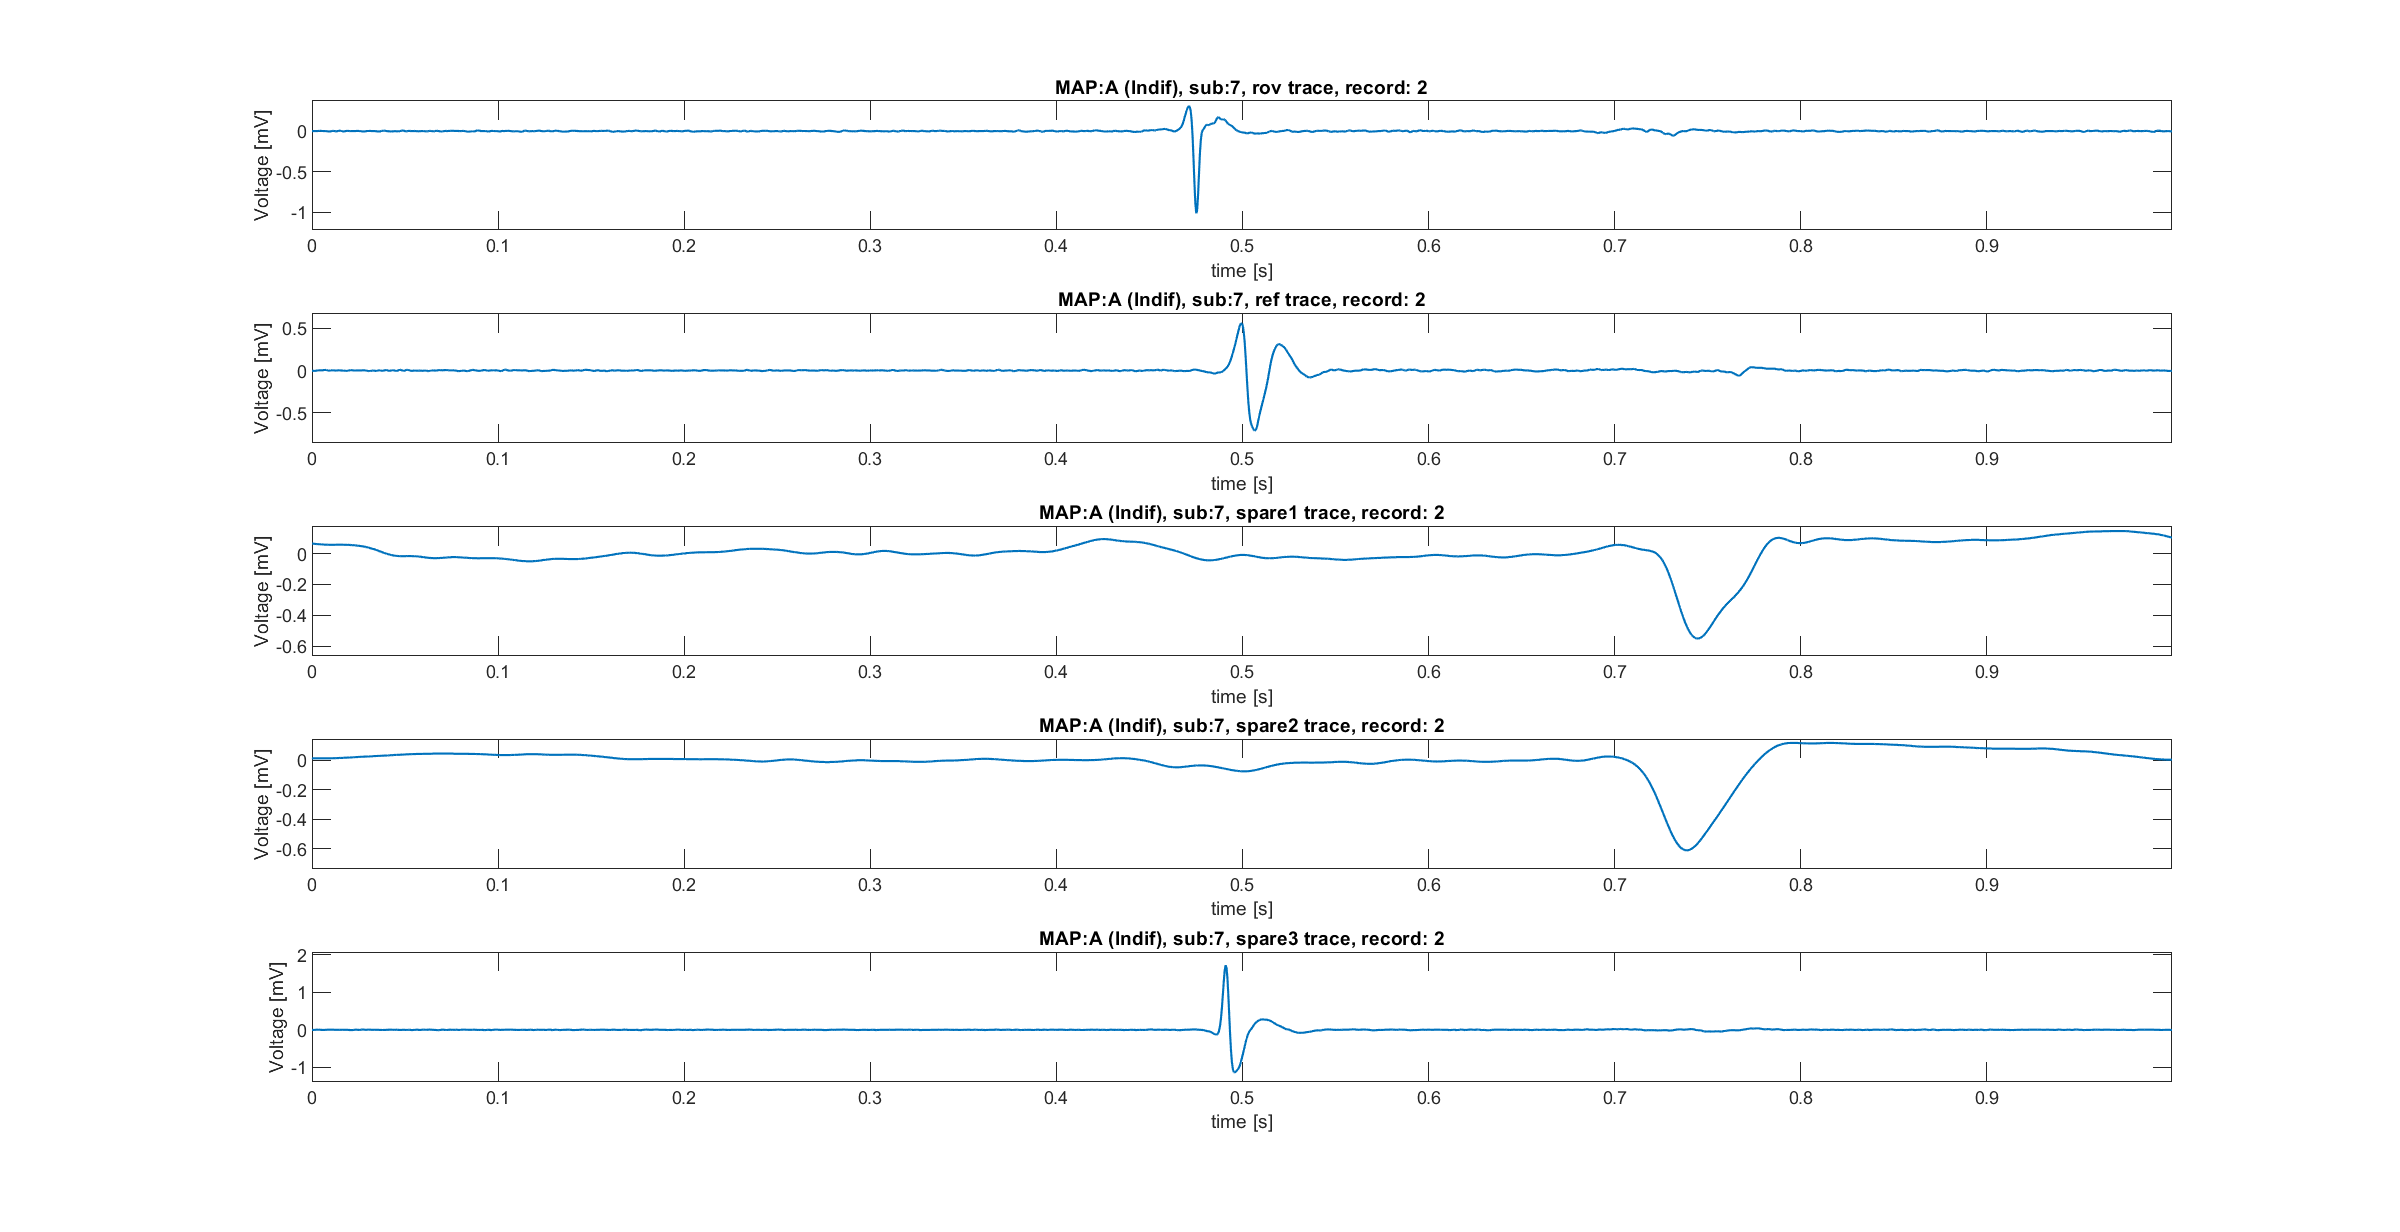 MAP:A (Indif), sub:7, rov trace, record: 2
Voltage [mV]
0
-0.5
-1
0 0.1 0.2 0.3 0.4 0.5 0.6 0.7 0.8 0.9
time [s]
MAP:A (Indif), sub:7, ref trace, record: 2
Voltage [mV]
0.5
0
-0.5
0 0.1 0.2 0.3 0.4 0.5 0.6 0.7 0.8 0.9
time [s]
MAP:A (Indif), sub:7, spare1 trace, record: 2
Voltage [mV]
0
-0.2
-0.4
-0.6
0 0.1 0.2 0.3 0.4 0.5 0.6 0.7 0.8 0.9
time [s]
MAP:A (Indif), sub:7, spare2 trace, record: 2
Voltage [mV]
0
-0.2
-0.4
-0.6
0 0.1 0.2 0.3 0.4 0.5 0.6 0.7 0.8 0.9
time [s]
MAP:A (Indif), sub:7, spare3 trace, record: 2
Voltage [mV]
2
1
0
-1
0 0.1 0.2 0.3 0.4 0.5 0.6 0.7 0.8 0.9
time [s]